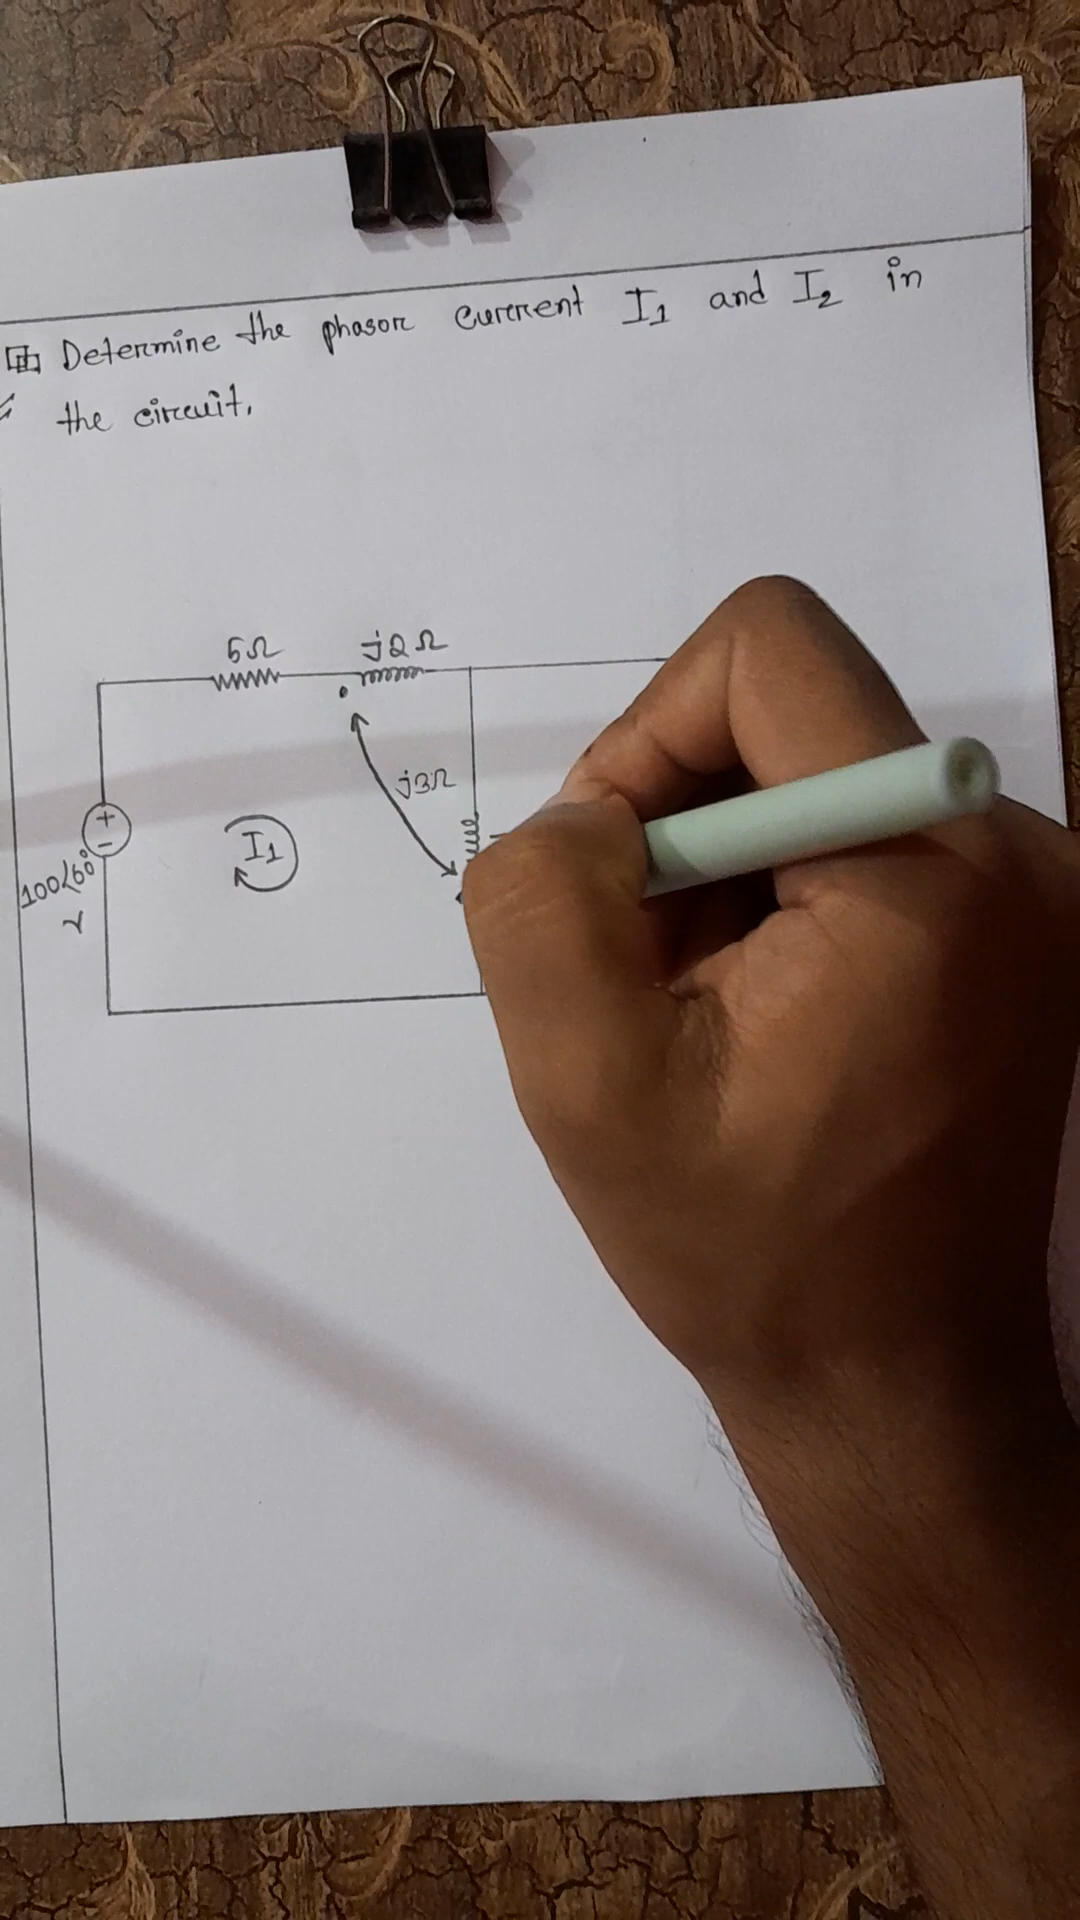 Determine the phasor current I₁ and I₂ in
the circuit.
5Ω
j2Ω
j3Ω
I₁
100∠60°
V